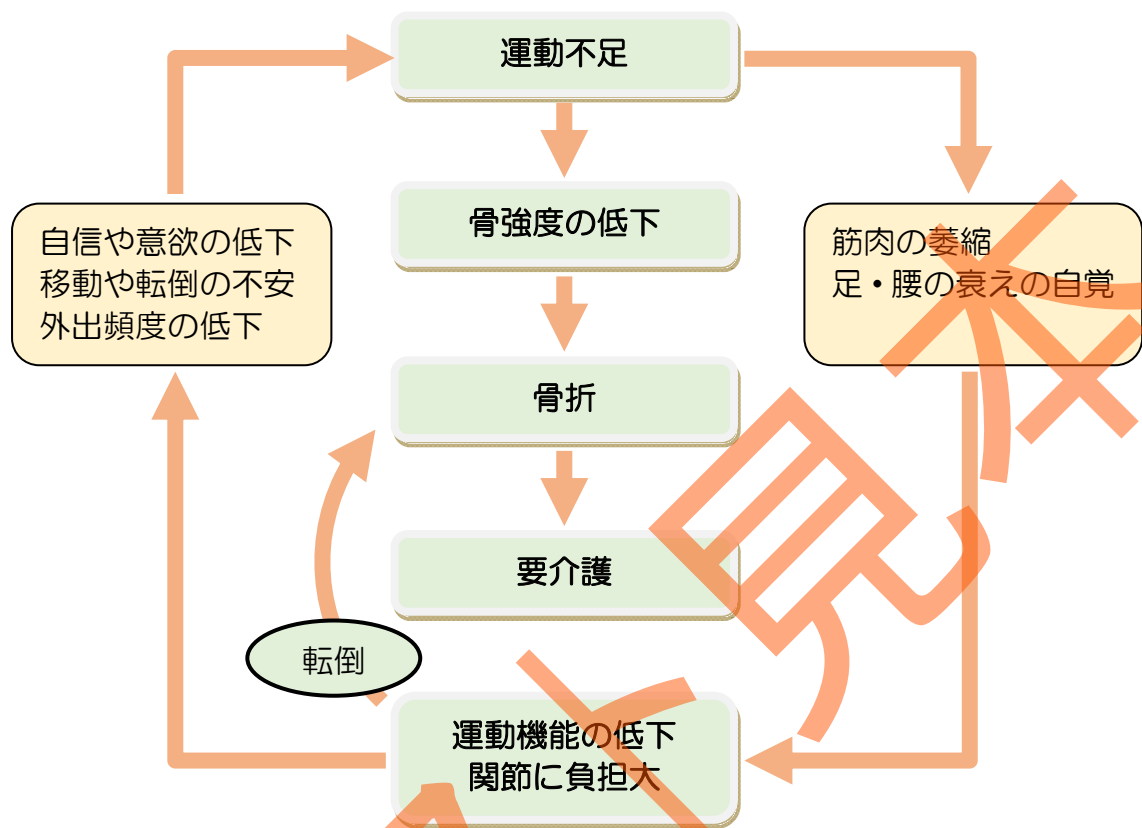 運動不足
骨強度の低下
自信や意欲の低下
移動や転倒の不安
外出頻度の低下
筋肉の萎縮
足・腰の衰えの自覚
骨折
要介護
転倒
運動機能の低下
関節に負担大
見本